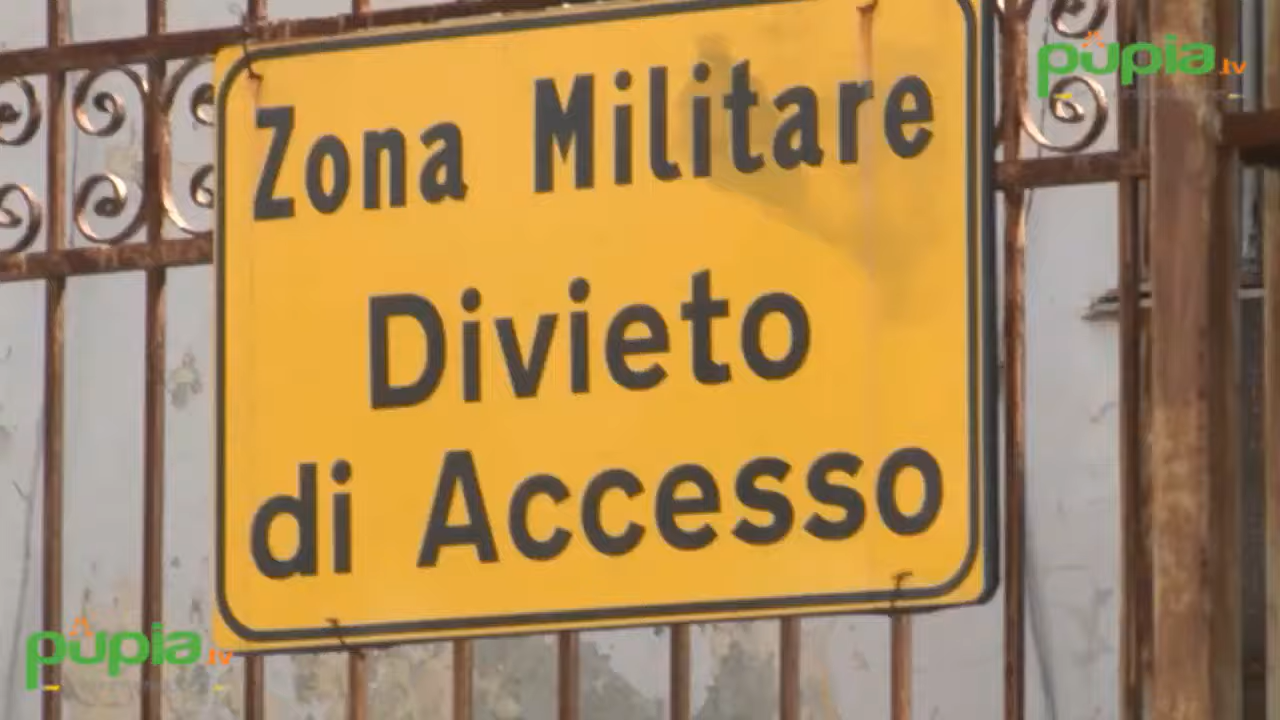 pupia.tv
Zona Militare
Divieto
di Accesso
pupia.tv